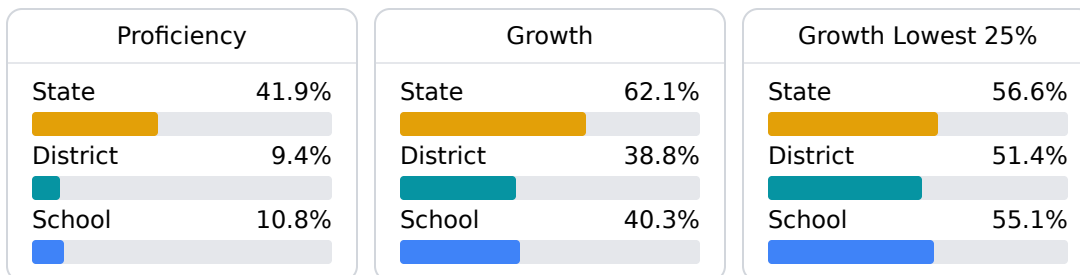 Proficiency
State 41.9%
District 9.4%
School 10.8%
Growth
State 62.1%
District 38.8%
School 40.3%
Growth Lowest 25%
State 56.6%
District 51.4%
School 55.1%